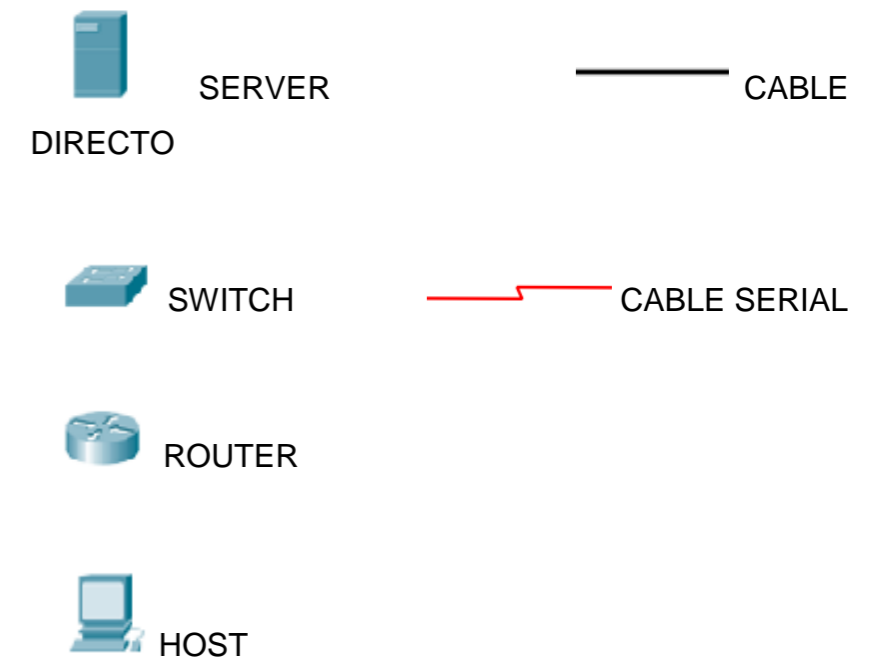 SERVER CABLE
DIRECTO
SWITCH CABLE SERIAL
ROUTER
HOST